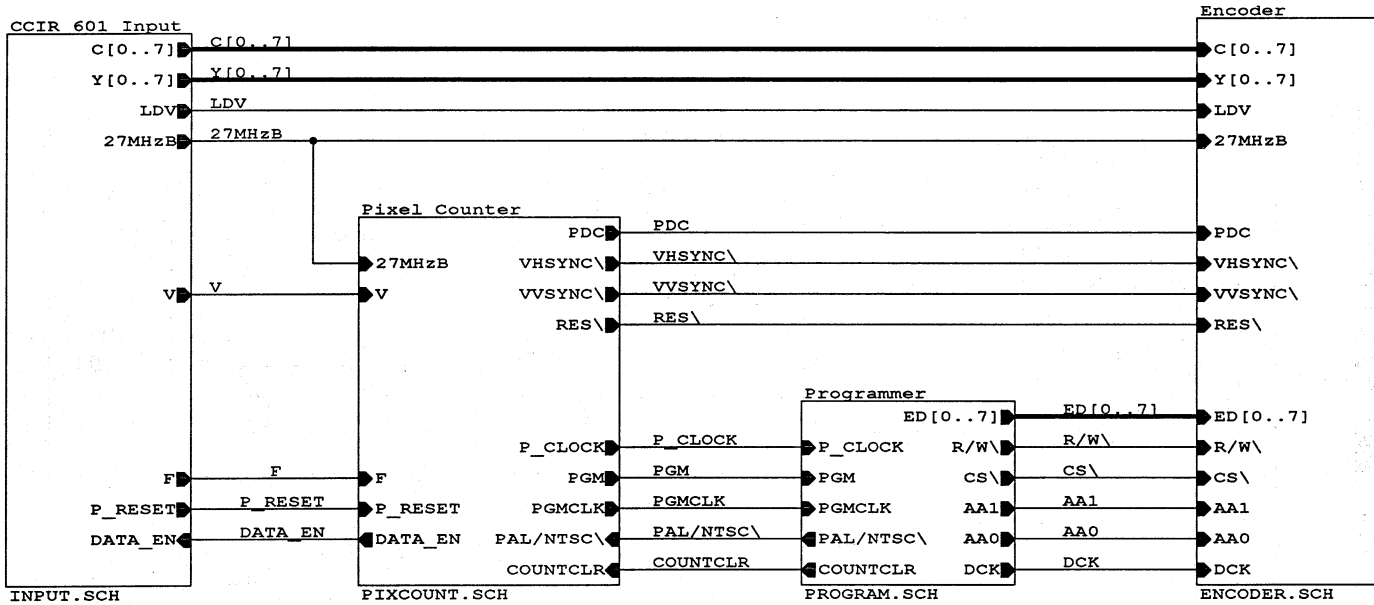 Encoder
CCIR 601 Input
C[0..7] C[0..7] C[0..7]
Y[0..7] Y[0..7] Y[0..7]
LDV LDV LDV
27MHzB 27MHzB 27MHzB
Pixel Counter
PDC PDC PDC
27MHzB VHSYNC\ VHSYNC\ VHSYNC\
V V V VVSYNC\ VVSYNC\ VVSYNC\
RES\ RES\ RES\
Programmer
ED[0..7] ED[0..7] ED[0..7]
P_CLOCK P_CLOCK P_CLOCK R/W\ R/W\ R/W\
F F F PGM PGM PGM CS\ CS\ CS\
P_RESET P_RESET P_RESET PGMCLK PGMCLK PGMCLK AA1 AA1 AA1
DATA_EN DATA_EN DATA_EN PAL/NTSC\ PAL/NTSC\ PAL/NTSC\ AA0 AA0 AA0
COUNTCLR COUNTCLR COUNTCLR DCK DCK DCK
INPUT.SCH PIXCOUNT.SCH PROGRAM.SCH ENCODER.SCH